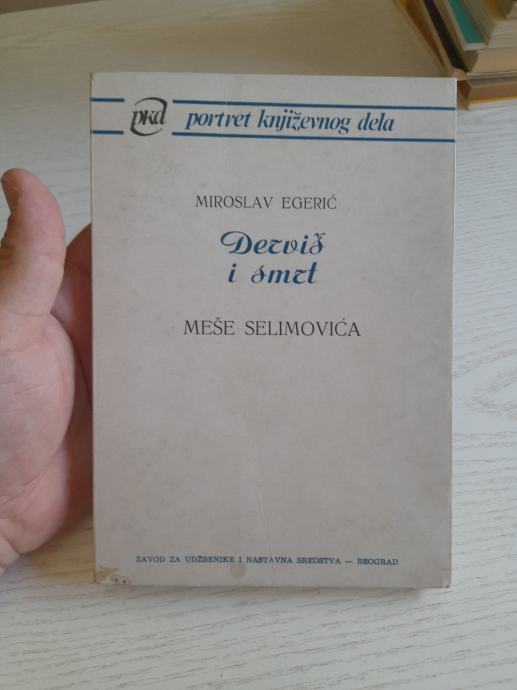 pkd portret književnog dela
MIROSLAV EGERIĆ
Derviš
i smrt
MEŠE SELIMOVIĆA
ZAVOD ZA UDŽBENIKE I NASTAVNA SREDSTVA — BEOGRAD